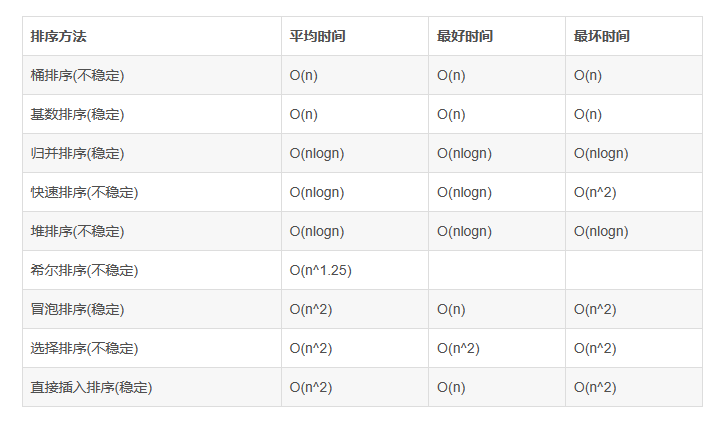 排序方法 平均时间 最好时间 最坏时间
桶排序(不稳定) O(n) O(n) O(n)
基数排序(稳定) O(n) O(n) O(n)
归并排序(稳定) O(nlogn) O(nlogn) O(nlogn)
快速排序(不稳定) O(nlogn) O(nlogn) O(n^2)
堆排序(不稳定) O(nlogn) O(nlogn) O(nlogn)
希尔排序(不稳定) O(n^1.25)
冒泡排序(稳定) O(n^2) O(n) O(n^2)
选择排序(不稳定) O(n^2) O(n^2) O(n^2)
直接插入排序(稳定) O(n^2) O(n) O(n^2)